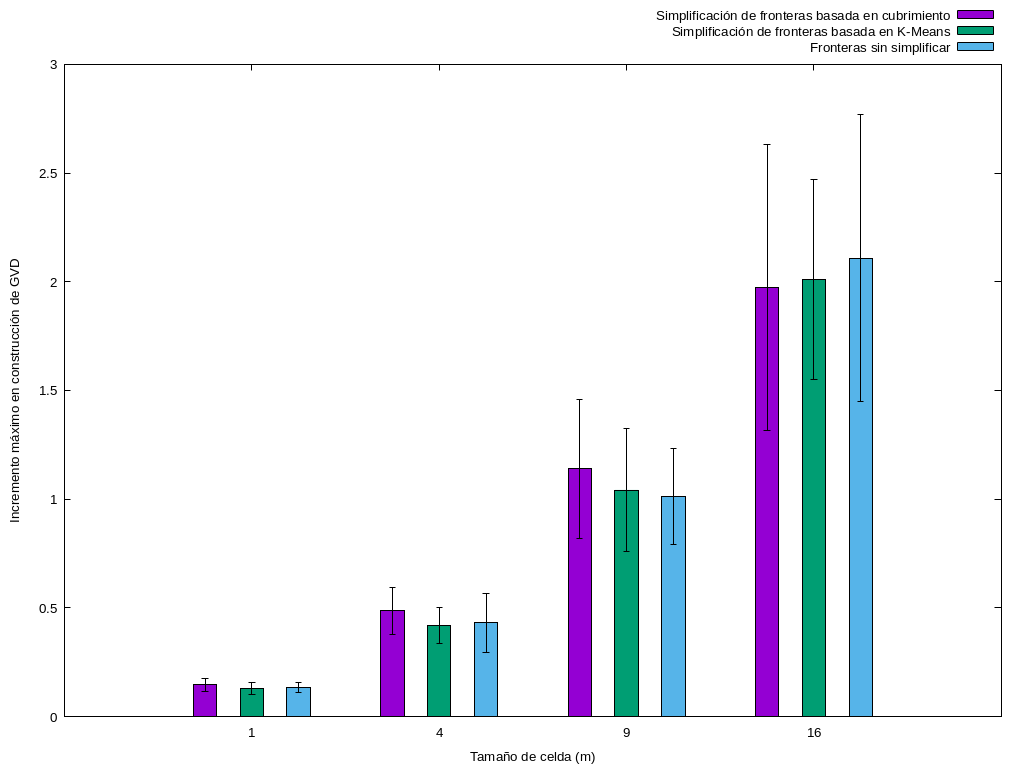 Simplificación de fronteras basada en cubrimiento
Simplificación de fronteras basada en K-Means
Fronteras sin simplificar
3
2.5
2
1.5
1
0.5
0
Incremento máximo en construcción de GVD
1 4 9 16
Tamaño de celda (m)